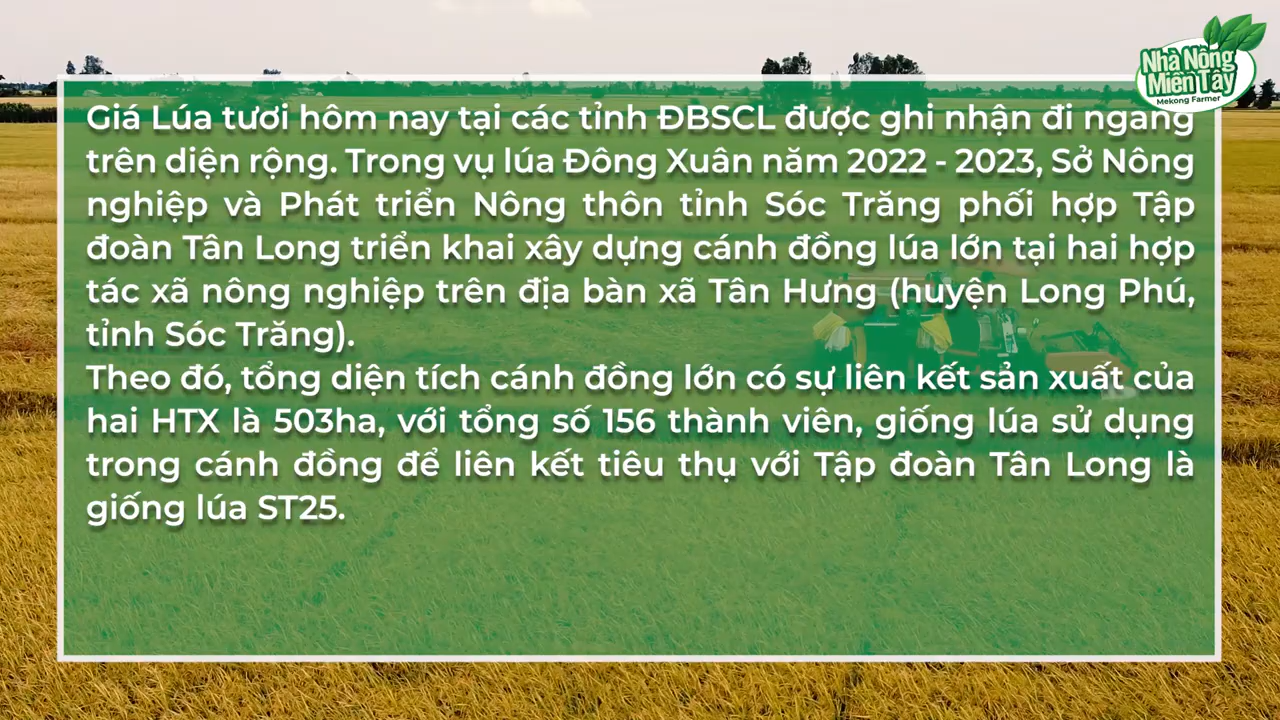 Nhà Nông
Miền Tây
Mekong Farmer
Giá Lúa tươi hôm nay tại các tỉnh ĐBSCL được ghi nhận đi ngang
trên diện rộng. Trong vụ lúa Đông Xuân năm 2022 - 2023, Sở Nông
nghiệp và Phát triển Nông thôn tỉnh Sóc Trăng phối hợp Tập
đoàn Tân Long triển khai xây dựng cánh đồng lúa lớn tại hai hợp
tác xã nông nghiệp trên địa bàn xã Tân Hưng (huyện Long Phú,
tỉnh Sóc Trăng).
Theo đó, tổng diện tích cánh đồng lớn có sự liên kết sản xuất của
hai HTX là 503ha, với tổng số 156 thành viên, giống lúa sử dụng
trong cánh đồng để liên kết tiêu thụ với Tập đoàn Tân Long là
giống lúa ST25.